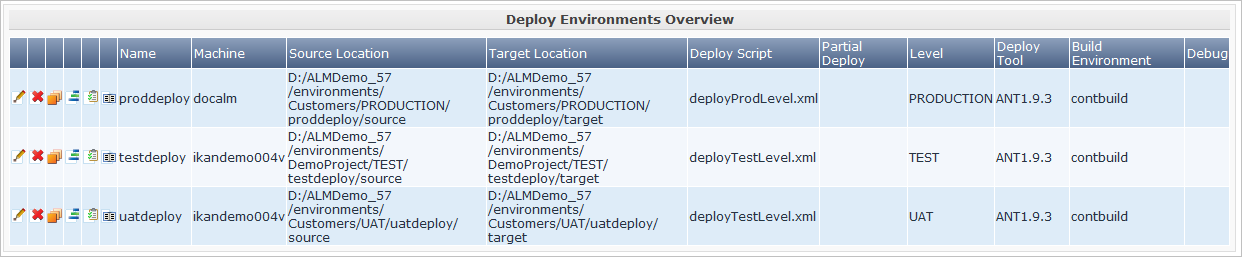 Deploy Environments Overview
Name Machine Source Location Target Location Deploy Script Partial Deploy Level Deploy Tool Build Environment Debug
proddeploy docalm D:/ALMDemo_57 /environments/ Customers/PRODUCTION/ proddeploy/source D:/ALMDemo_57 /environments/ Customers/PRODUCTION/ proddeploy/target deployProdLevel.xml PRODUCTION ANT1.9.3 contbuild
testdeploy ikandemo004v D:/ALMDemo_57 /environments/ DemoProject/TEST/ testdeploy/source D:/ALMDemo_57 /environments/ DemoProject/TEST/ testdeploy/target deployTestLevel.xml TEST ANT1.9.3 contbuild
uatdeploy ikandemo004v D:/ALMDemo_57 /environments/ Customers/UAT/uatdeploy/ source D:/ALMDemo_57 /environments/ Customers/UAT/uatdeploy/ target deployTestLevel.xml UAT ANT1.9.3 contbuild